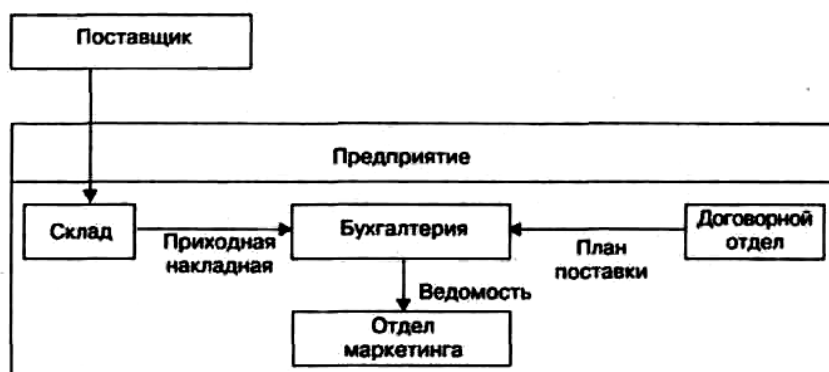 Поставщик
Предприятие
Склад
Приходная
накладная
Бухгалтерия
План
поставки
Договорной
отдел
Ведомость
Отдел
маркетинга